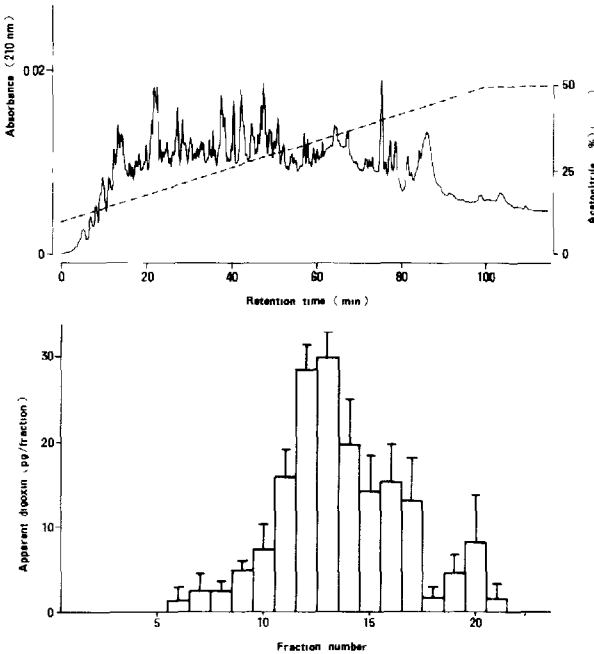 Absorbance (210 nm)
0.02
0
50
25
0
Acetonitrile (%)
0 20 40 60 80 100
Retention time (min)
Apparent digoxin (pg/fraction)
30
20
10
0
5 10 15 20
Fraction number